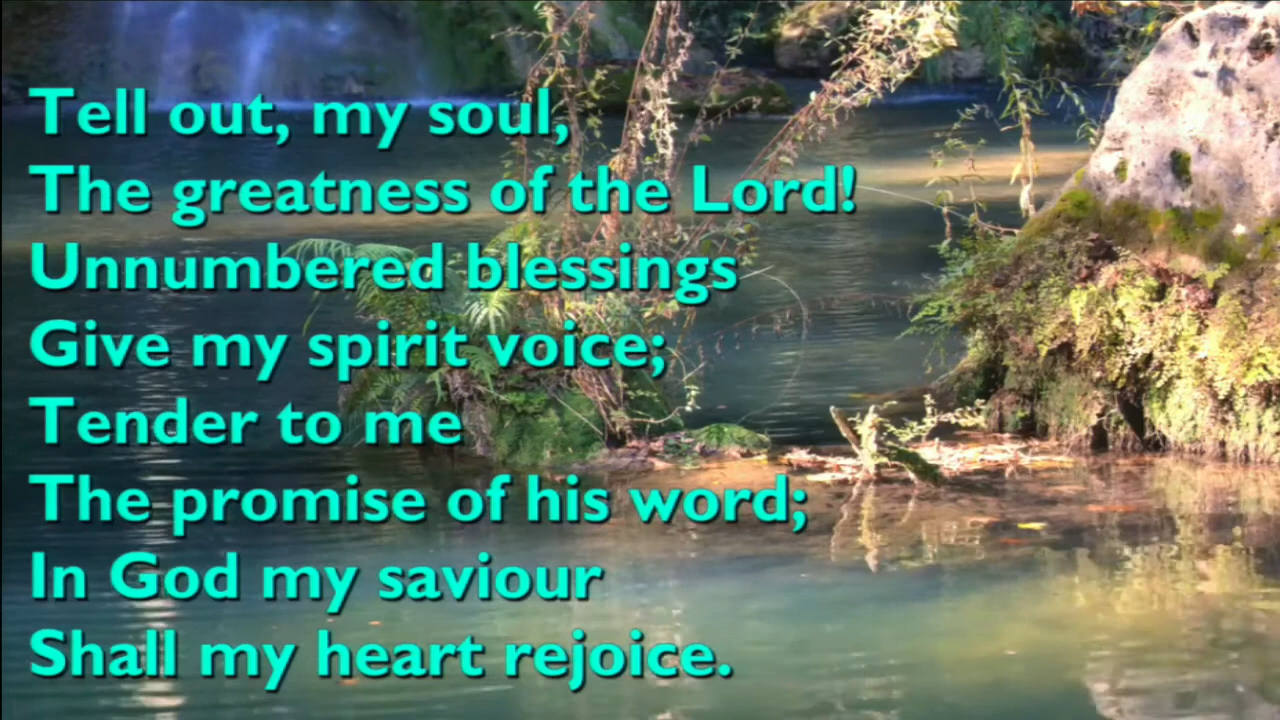 Tell out, my soul,
The greatness of the Lord!
Unnumbered blessings
Give my spirit voice;
Tender to me
The promise of his word;
In God my saviour
Shall my heart rejoice.